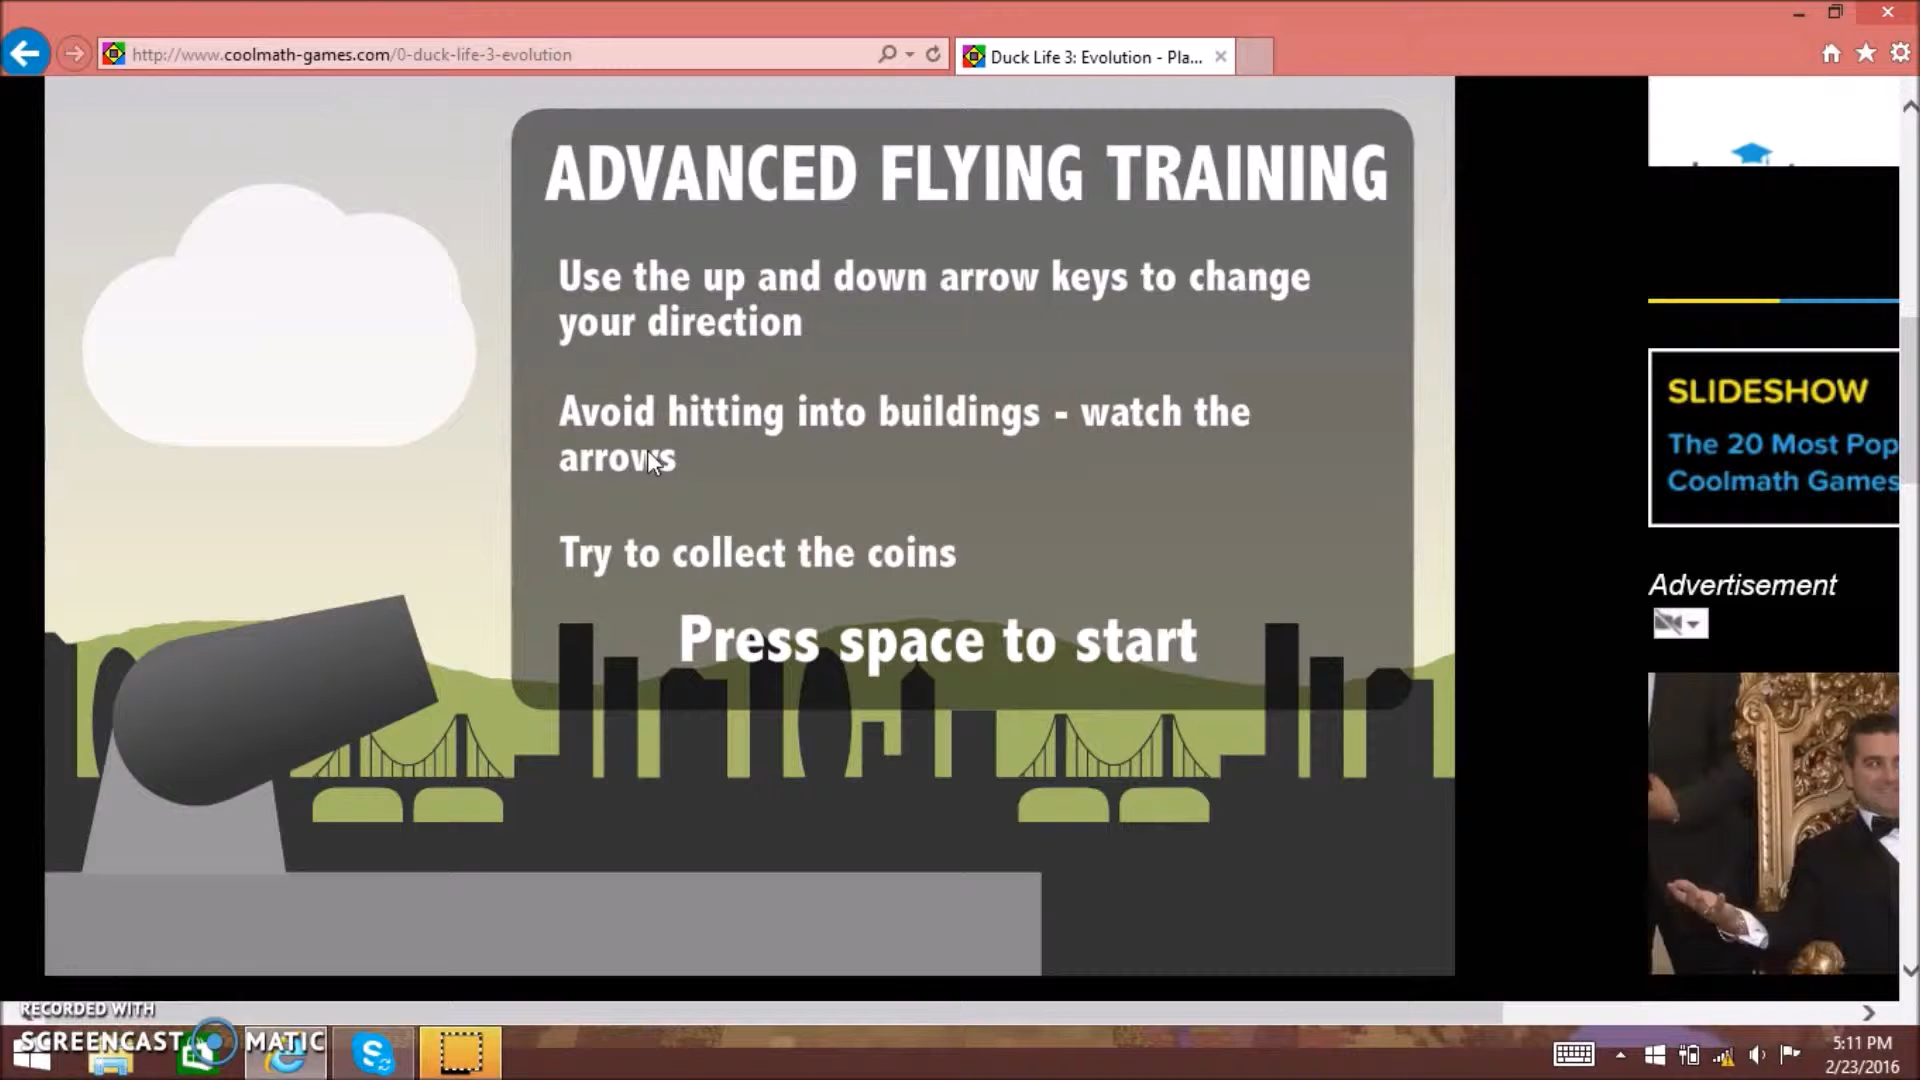 http://www.coolmath-games.com/0-duck-life-3-evolution
Duck Life 3: Evolution - Pla...
ADVANCED FLYING TRAINING
Use the up and down arrow keys to change
your direction
Avoid hitting into buildings - watch the
arrows
Try to collect the coins
Press space to start
SLIDESHOW
The 20 Most Pop
Coolmath Games
Advertisement
RECORDED WITH
SCREENCAST MATIC
5:11 PM
2/23/2016